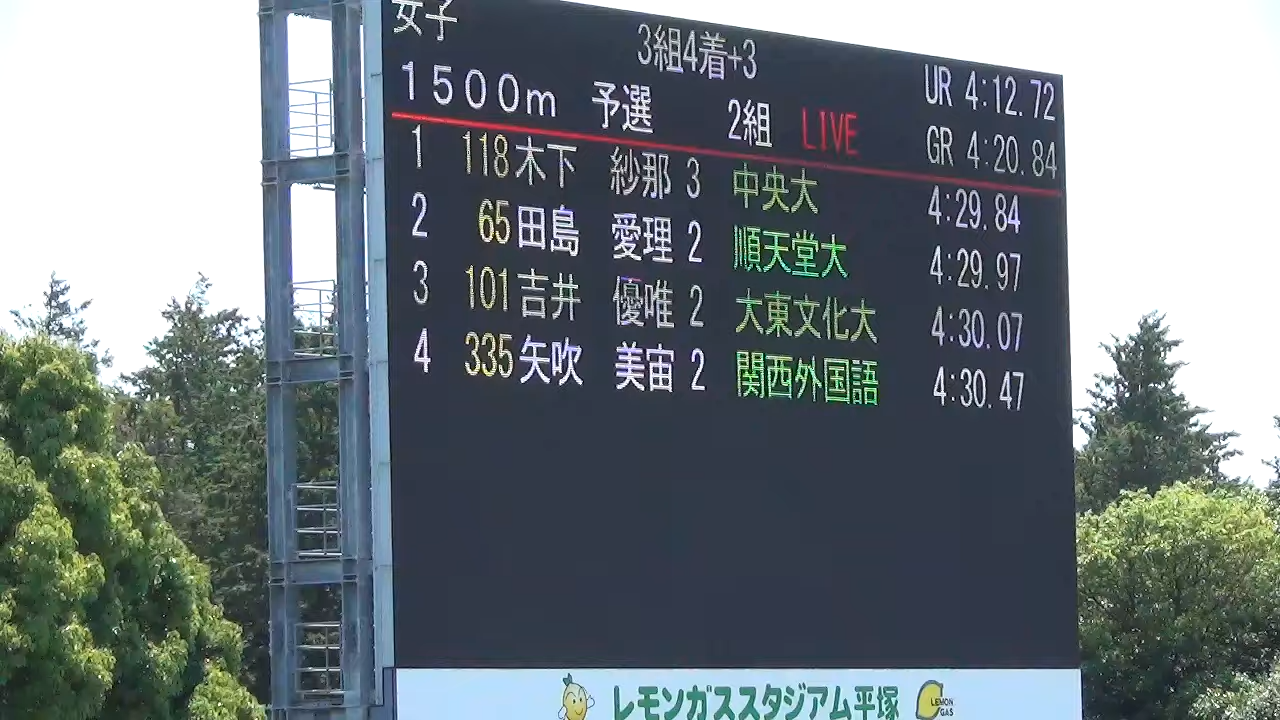 女子
3組4着+3
1500m 予選 2組 LIVE
UR 4:12.72
GR 4:20.84
1 118 木下 紗那 3 中央大 4:29.84
2 65 田島 愛理 2 順天堂大 4:29.97
3 101 吉井 優唯 2 大東文化大 4:30.07
4 335 矢吹 美宙 2 関西外国語 4:30.47
レモンガススタジアム平塚
LEMON GAS